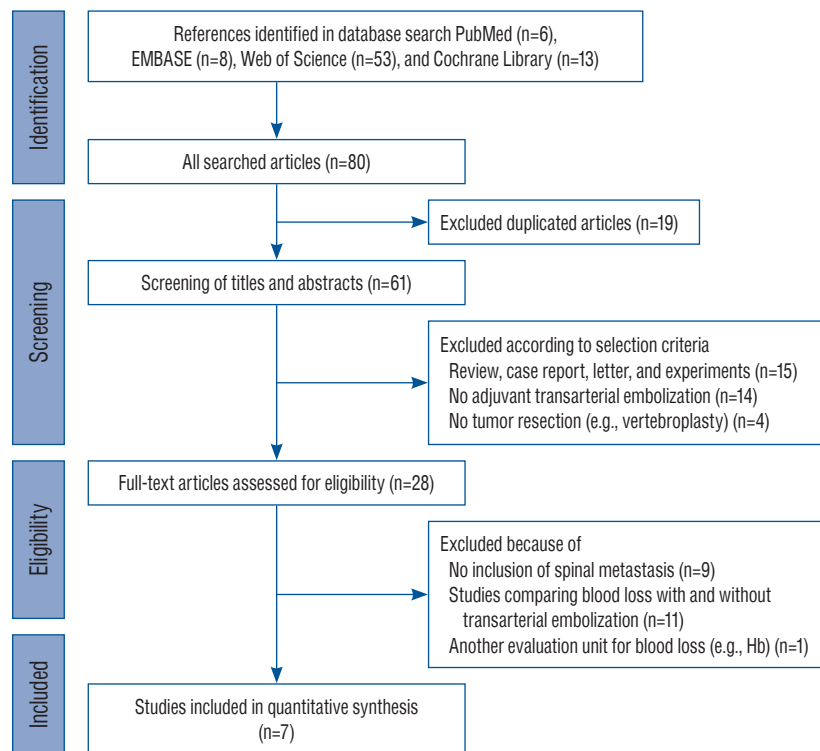 Identification
References identified in database search PubMed (n=6),
EMBASE (n=8), Web of Science (n=53), and Cochrane Library (n=13)
All searched articles (n=80)
Screening
Excluded duplicated articles (n=19)
Screening of titles and abstracts (n=61)
Excluded according to selection criteria
Review, case report, letter, and experiments (n=15)
No adjuvant transarterial embolization (n=14)
No tumor resection (e.g., vertebroplasty) (n=4)
Eligibility
Full-text articles assessed for eligibility (n=28)
Excluded because of
No inclusion of spinal metastasis (n=9)
Studies comparing blood loss with and without
transarterial embolization (n=11)
Another evaluation unit for blood loss (e.g., Hb) (n=1)
Included
Studies included in quantitative synthesis
(n=7)